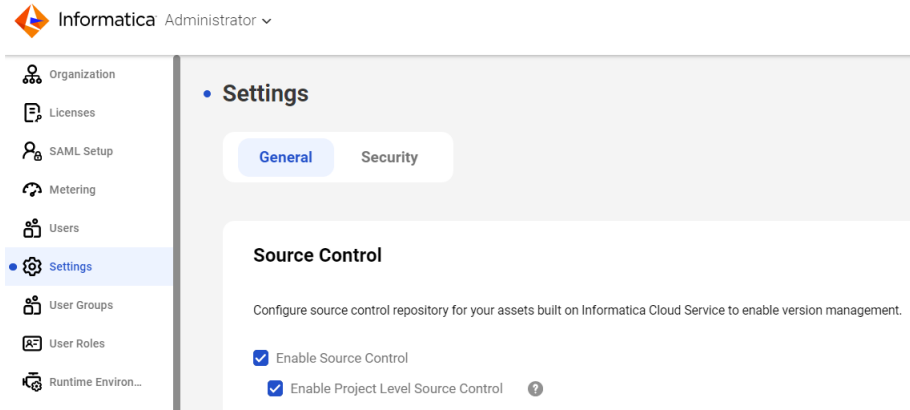 Informatica Administrator
Organization
Licenses
SAML Setup
Metering
Users
Settings
User Groups
User Roles
Runtime Environ...
Settings
General Security
Source Control
Configure source control repository for your assets built on Informatica Cloud Service to enable version management.
Enable Source Control
Enable Project Level Source Control ?